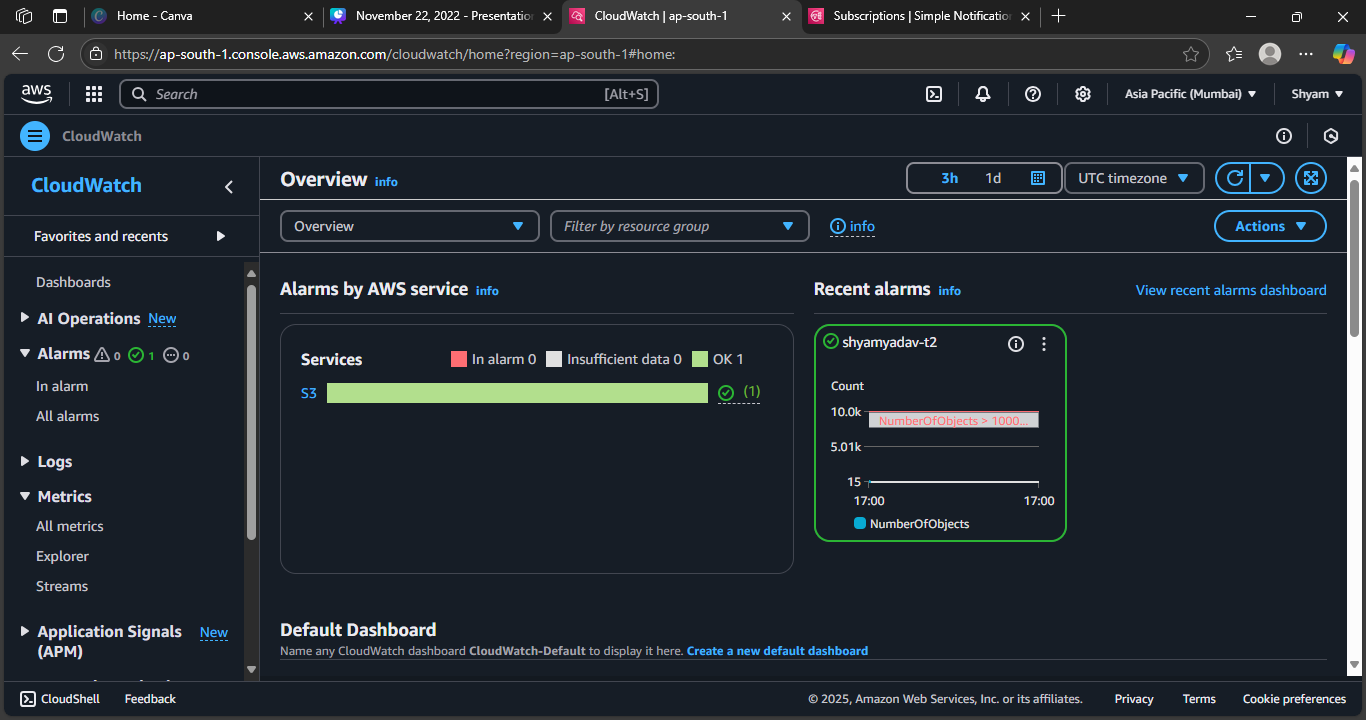 Home - Canva
November 22, 2022 - Presentation
CloudWatch | ap-south-1
Subscriptions | Simple Notificatio
https://ap-south-1.console.aws.amazon.com/cloudwatch/home?region=ap-south-1#home:
aws
Search
[Alt+S]
Asia Pacific (Mumbai)
Shyam
CloudWatch
CloudWatch
Favorites and recents
Dashboards
AI Operations New
Alarms 0 1 0
In alarm
All alarms
Logs
Metrics
All metrics
Explorer
Streams
Application Signals New
(APM)
Overview info
3h 1d
UTC timezone
Overview
Filter by resource group
info
Actions
Alarms by AWS service info
Services
In alarm 0 Insufficient data 0 OK 1
S3
(1)
Recent alarms info
View recent alarms dashboard
shyamyadav-t2
Count
10.0k
NumberOfObjects > 1000...
5.01k
15
17:00 17:00
NumberOfObjects
Default Dashboard
Name any CloudWatch dashboard CloudWatch-Default to display it here. Create a new default dashboard
CloudShell
Feedback
© 2025, Amazon Web Services, Inc. or its affiliates.
Privacy
Terms
Cookie preferences